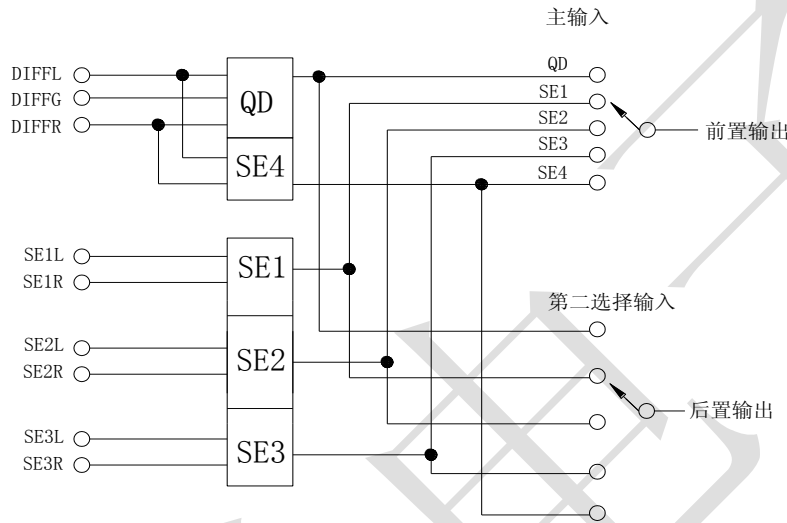 主输入
DIFFL
DIFFG
DIFFR
QD
SE4
QD
SE1
SE2
SE3
SE4
前置输出
SE1L
SE1R
SE1
SE2L
SE2R
SE2
SE3L
SE3R
SE3
第二选择输入
后置输出